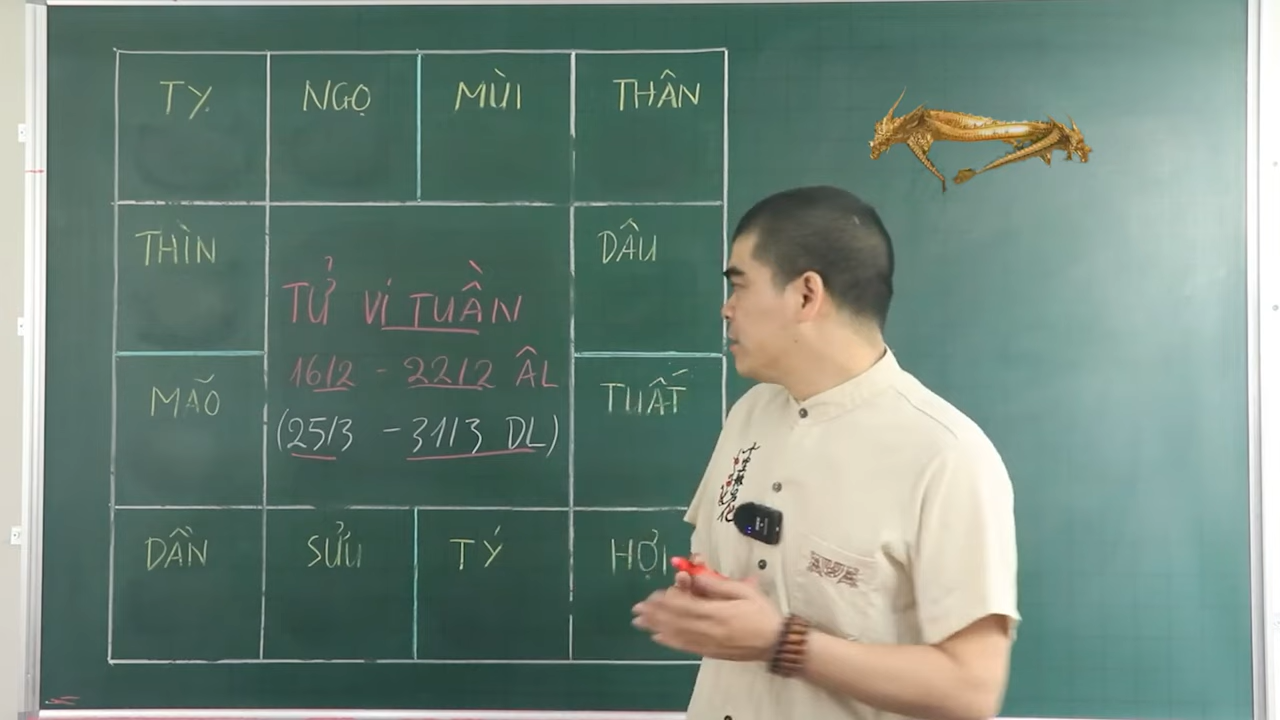 TỴ NGỌ MÙI THÂN
THÌN DẬU
TỬ VI TUẦN
16/2 - 22/2 ÂL
MÃO TUẤT
(25/3 - 31/3 DL)
DẦN SỬU TÝ HỢI